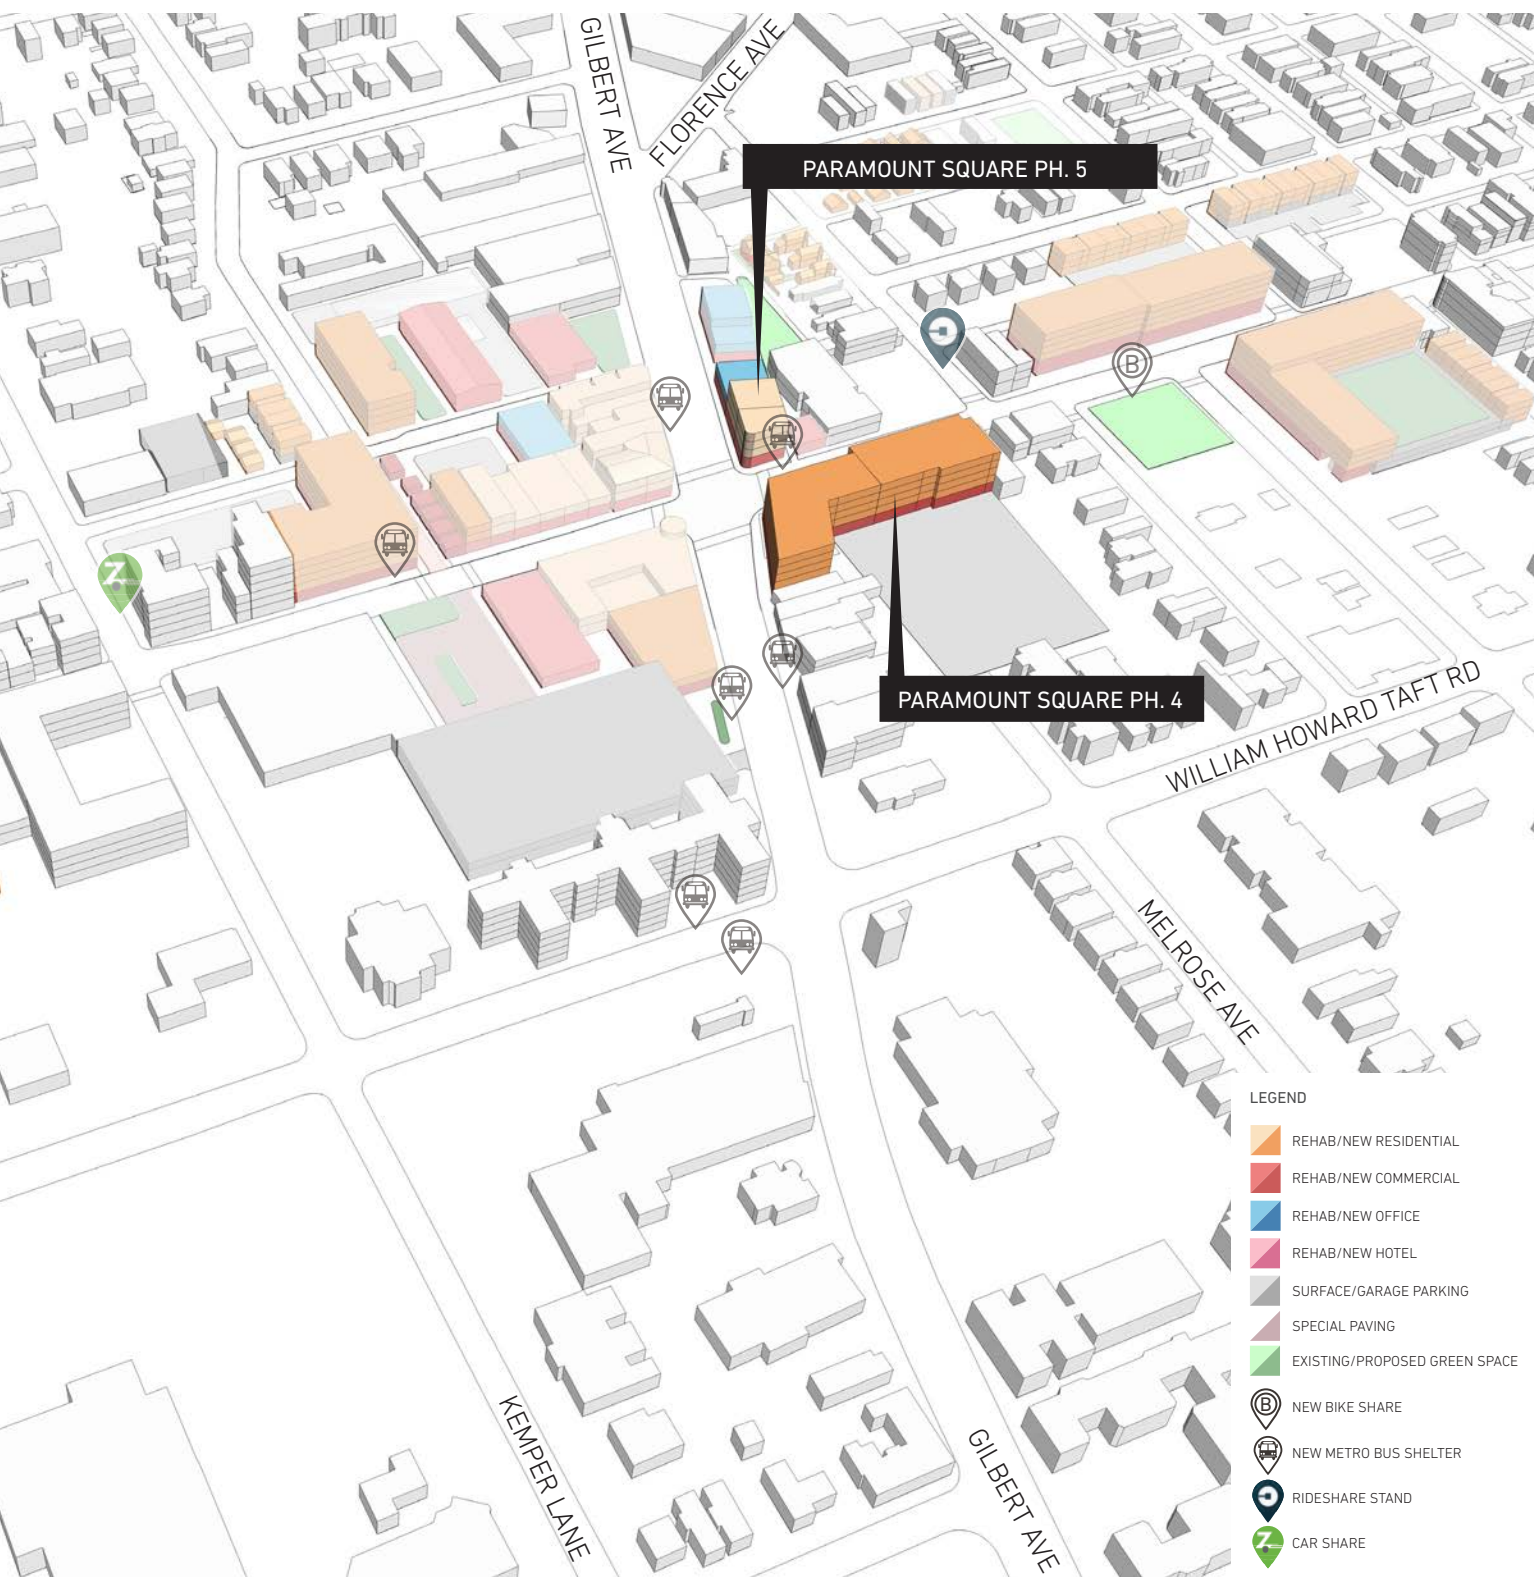 GILBERT AVE
FLORENCE AVE
PARAMOUNT SQUARE PH. 5
B
Z
PARAMOUNT SQUARE PH. 4
WILLIAM HOWARD TAFT RD
MELROSE AVE
KEMPER LANE
GILBERT AVE
LEGEND
REHAB/NEW RESIDENTIAL
REHAB/NEW COMMERCIAL
REHAB/NEW OFFICE
REHAB/NEW HOTEL
SURFACE/GARAGE PARKING
SPECIAL PAVING
EXISTING/PROPOSED GREEN SPACE
B NEW BIKE SHARE
NEW METRO BUS SHELTER
RIDESHARE STAND
Z CAR SHARE